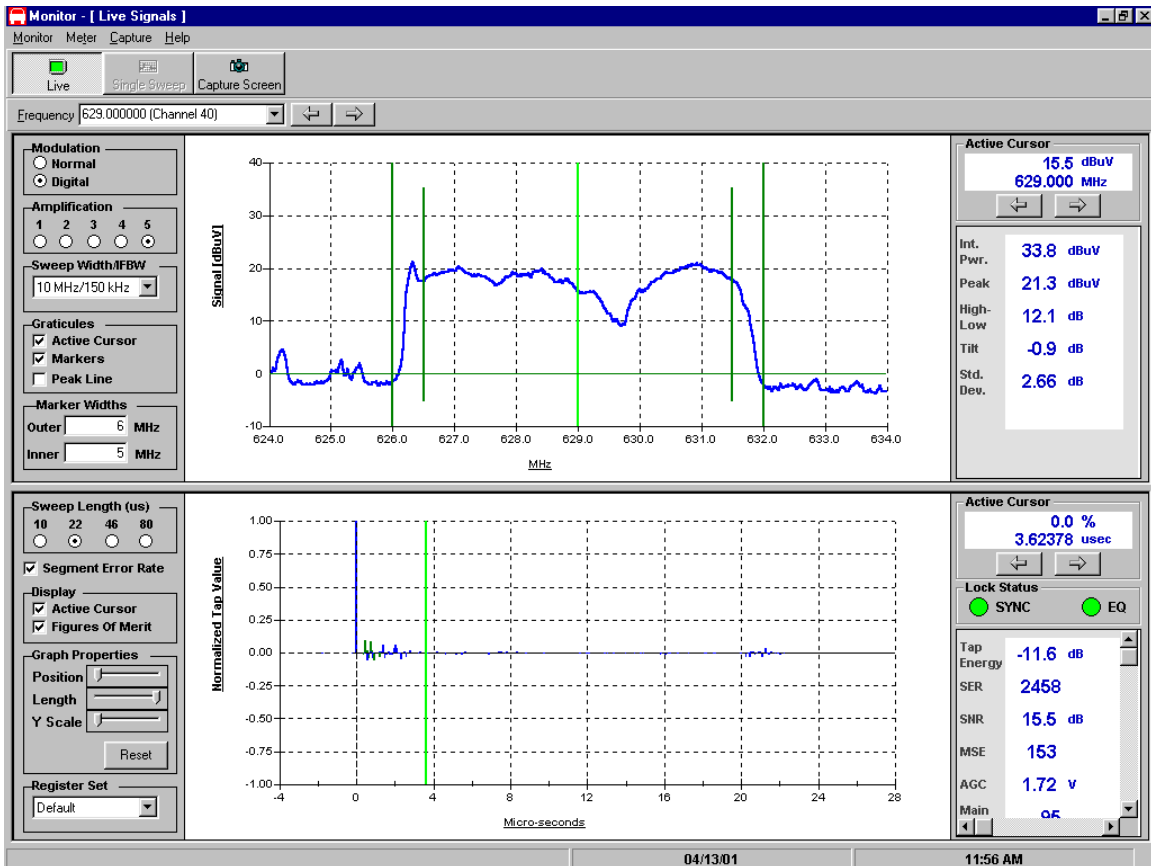 Monitor - [ Live Signals ]
Monitor Meter Capture Help
Live
Single Sweep
Capture Screen
Frequency 629.000000 (Channel 40)
Modulation
Normal
Digital
Amplification
1 2 3 4 5
Sweep Width/IFBW
10 MHz/150 kHz
Graticules
Active Cursor
Markers
Peak Line
Marker Widths
Outer 6 MHz
Inner 5 MHz
Signal [dBuV]
40
30
20
10
0
-10
624.0 625.0 626.0 627.0 628.0 629.0 630.0 631.0 632.0 633.0 634.0
MHz
Active Cursor
15.5 dBuV
629.000 MHz
Int. Pwr. 33.8 dBuV
Peak 21.3 dBuV
High-Low 12.1 dB
Tilt -0.9 dB
Std. Dev. 2.66 dB
Sweep Length (us)
10 22 46 80
Segment Error Rate
Display
Active Cursor
Figures Of Merit
Graph Properties
Position
Length
Y Scale
Reset
Register Set
Default
Normalized Tap Value
1.00
0.75
0.50
0.25
0.00
-0.25
-0.50
-0.75
-1.00
-4 0 4 8 12 16 20 24 28
Micro-seconds
Active Cursor
0.0 %
3.62378 usec
Lock Status
SYNC EQ
Tap Energy -11.6 dB
SER 2458
SNR 15.5 dB
MSE 153
AGC 1.72 V
Main 95
04/13/01 11:56 AM